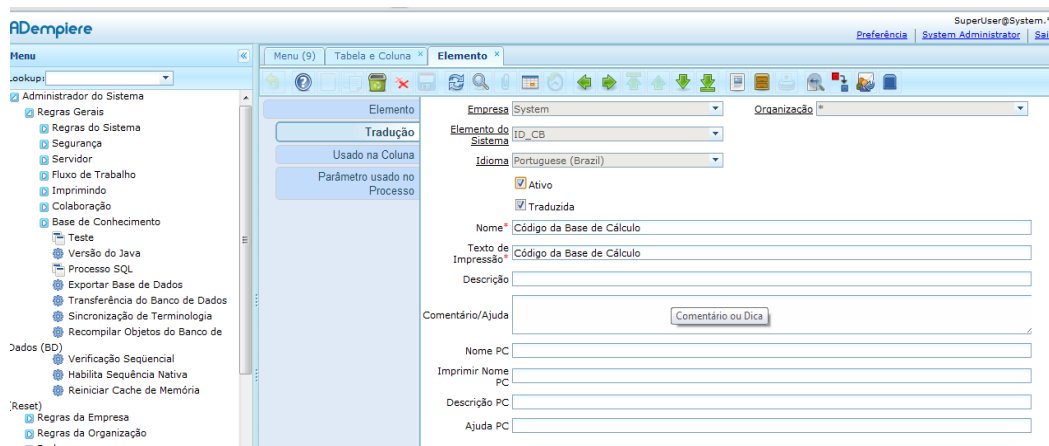 ADempiere
SuperUser@System.*
Preferência System Administrator Sai
Menu
Lookup:
Administrador do Sistema
Regras Gerais
Regras do Sistema
Segurança
Servidor
Fluxo de Trabalho
Imprimindo
Colaboração
Base de Conhecimento
Teste
Versão do Java
Processo SQL
Exportar Base de Dados
Transferência do Banco de Dados
Sincronização de Terminologia
Recompilar Objetos do Banco de
Dados (BD)
Verificação Seqüencial
Habilita Sequência Nativa
Reiniciar Cache de Memória
(Reset)
Regras da Empresa
Regras da Organização
Menu (9) Tabela e Coluna Elemento
Elemento
Tradução
Usado na Coluna
Parâmetro usado no
Processo
Empresa System Organização *
Elemento do
Sistema ID_CB
Idioma Portuguese (Brazil)
Ativo
Traduzida
Nome* Código da Base de Cálculo
Texto de
Impressão* Código da Base de Cálculo
Descrição
Comentário/Ajuda
Comentário ou Dica
Nome PC
Imprimir Nome
PC
Descrição PC
Ajuda PC